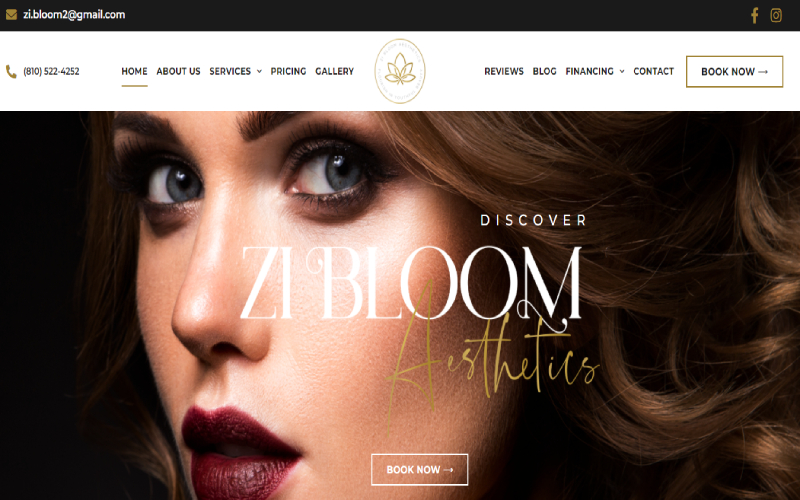 zi.bloom2@gmail.com
(810) 522-4252
HOME ABOUT US SERVICES PRICING GALLERY
REVIEWS BLOG FINANCING CONTACT
BOOK NOW →
DISCOVER
ZI BLOOM
Aesthetics
BOOK NOW →